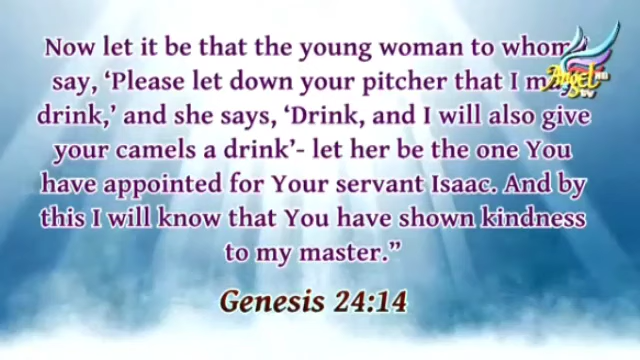 Now let it be that the young woman to whom
say, ‘Please let down your pitcher that I
drink,’ and she says, ‘Drink, and I will also give
your camels a drink’- let her be the one You
have appointed for Your servant Isaac. And by
this I will know that You have shown kindness
to my master.”
Genesis 24:14
Angel
TV